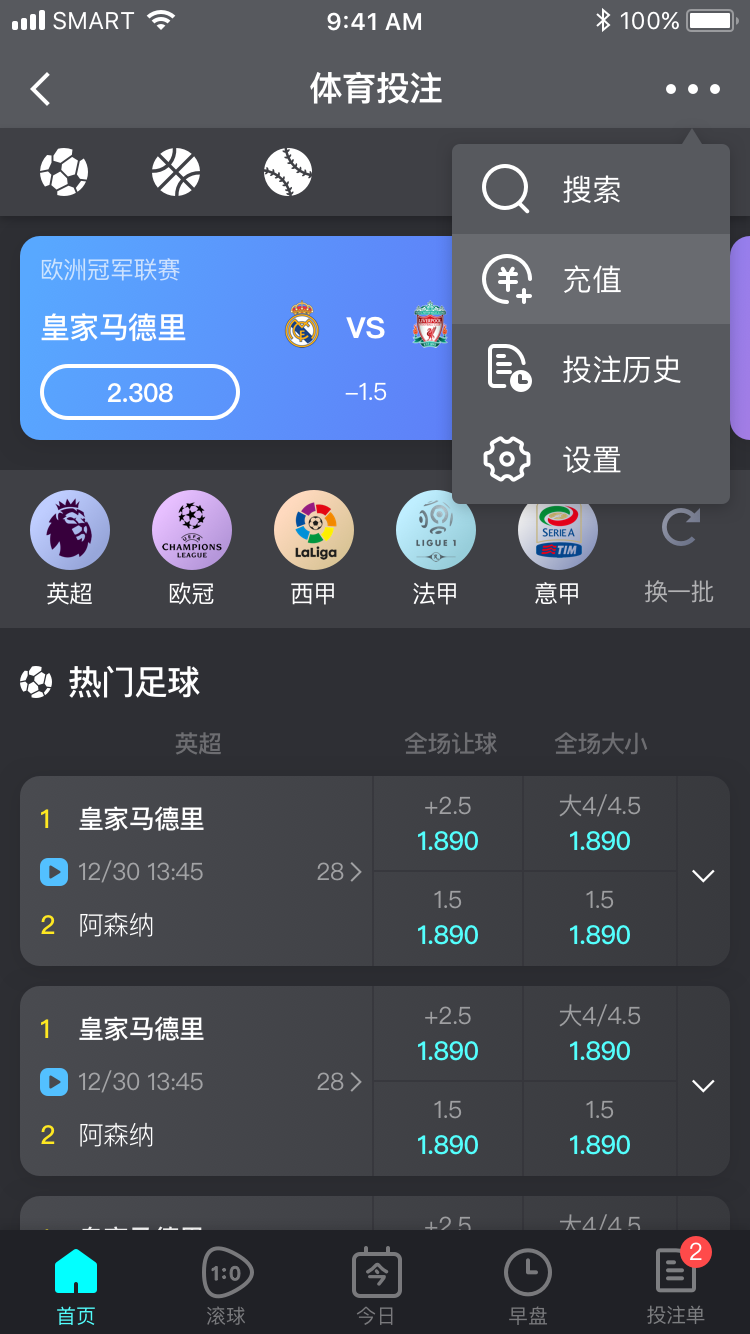 SMART 9:41 AM 100%
体育投注
搜索
充值
投注历史
设置
欧洲冠军联赛
皇家马德里 VS
LIVERPOOL
2.308 –1.5
CHAMPIONS
LEAGUE
LaLiga
LIGUE 1
SERIE A
TIM
英超 欧冠 西甲 法甲 意甲 换一批
热门足球
英超 全场让球 全场大小
1 皇家马德里 +2.5 大4/4.5
1.890 1.890
12/30 13:45 28
2 阿森纳 1.5 1.5
1.890 1.890
1 皇家马德里 +2.5 大4/4.5
1.890 1.890
12/30 13:45 28
2 阿森纳 1.5 1.5
1.890 1.890
+2.5 大4/4.5
1:0 今 2
首页 滚球 今日 早盘 投注单